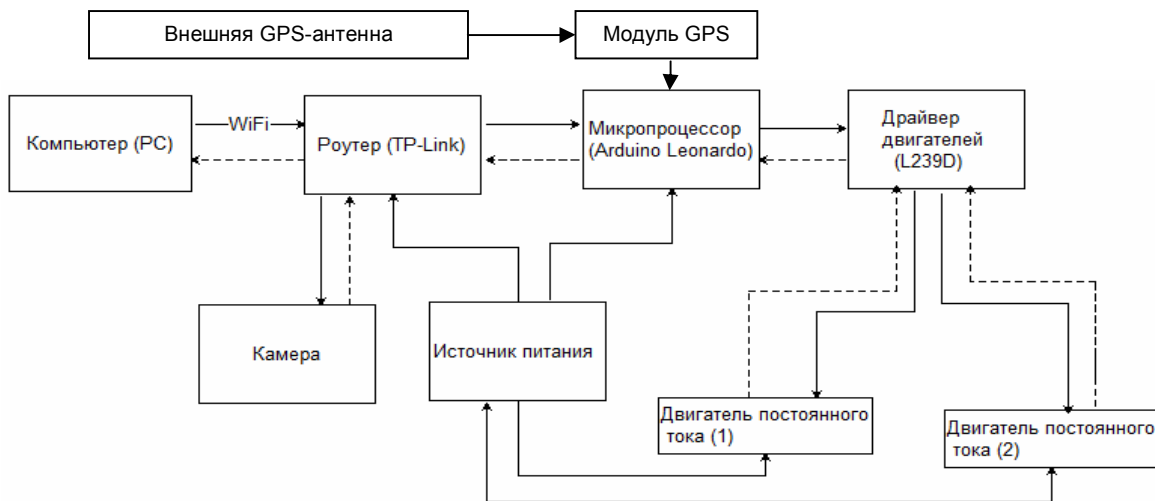 Внешняя GPS-антенна
Модуль GPS
Компьютер (PC)
WiFi
Роутер (TP-Link)
Микропроцессор
(Arduino Leonardo)
Драйвер
двигателей
(L239D)
Камера
Источник питания
Двигатель постоянного
тока (1)
Двигатель постоянного
тока (2)